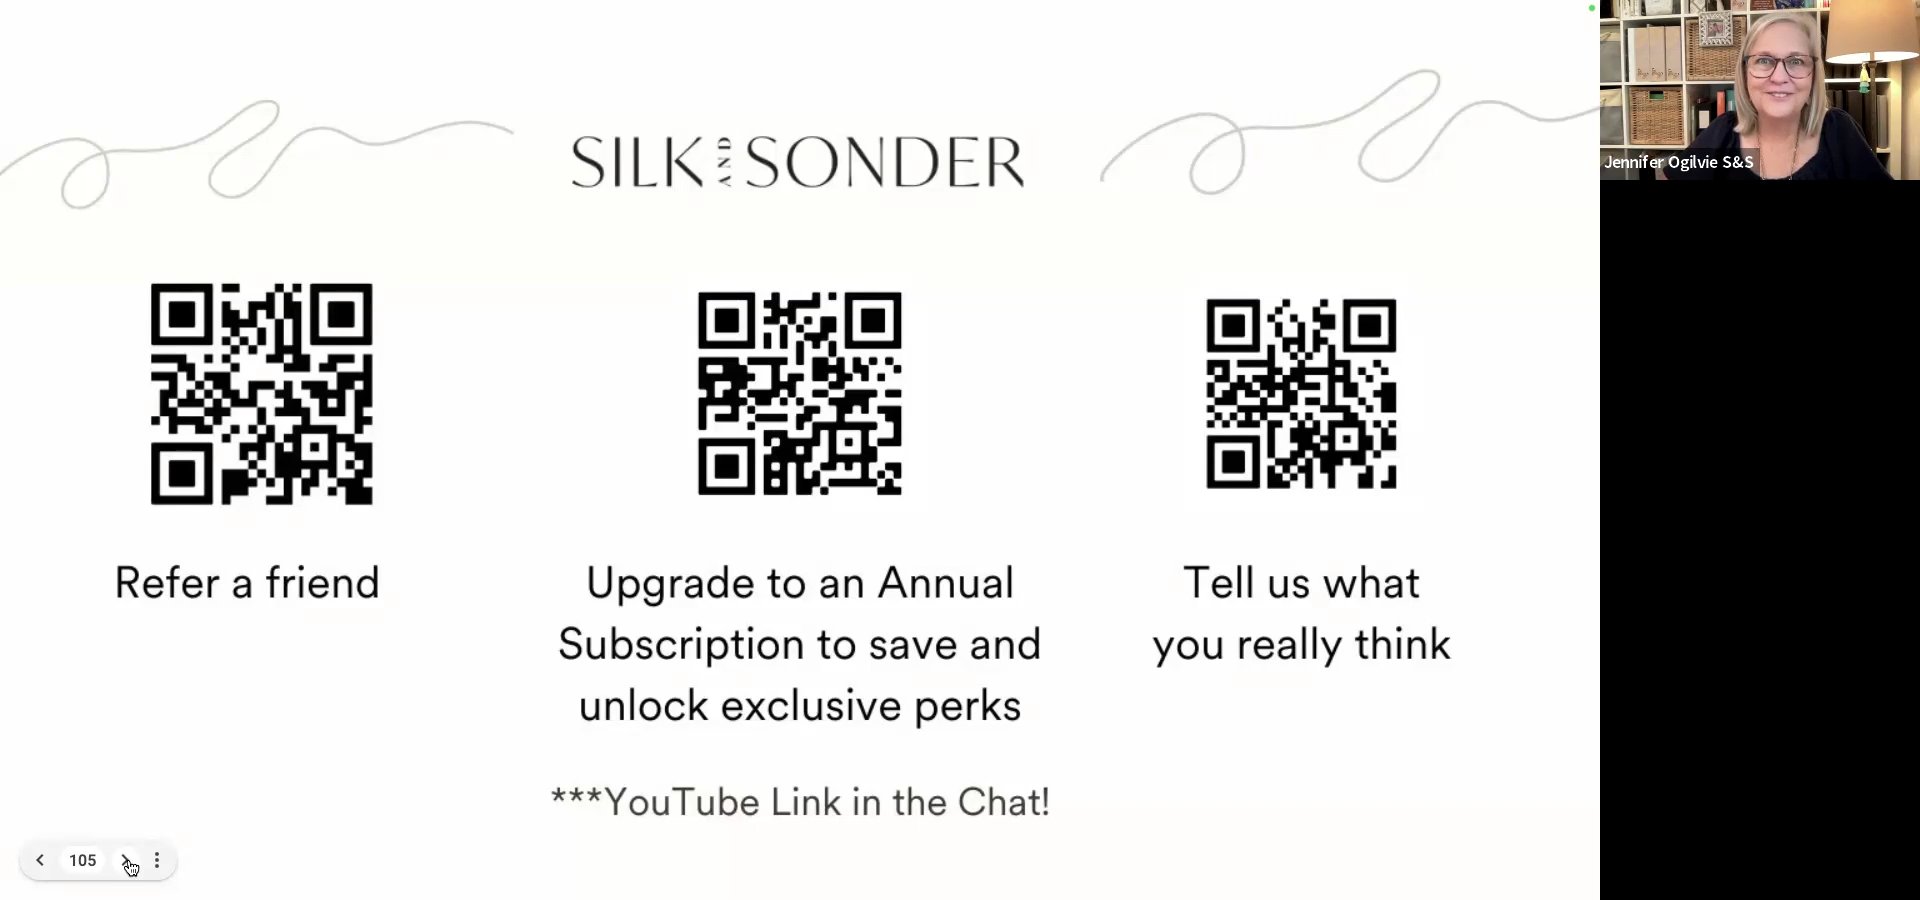 SILK AND SONDER
Jennifer Ogilvie S&S
Refer a friend
Upgrade to an Annual
Subscription to save and
unlock exclusive perks
Tell us what
you really think
***YouTube Link in the Chat!
105